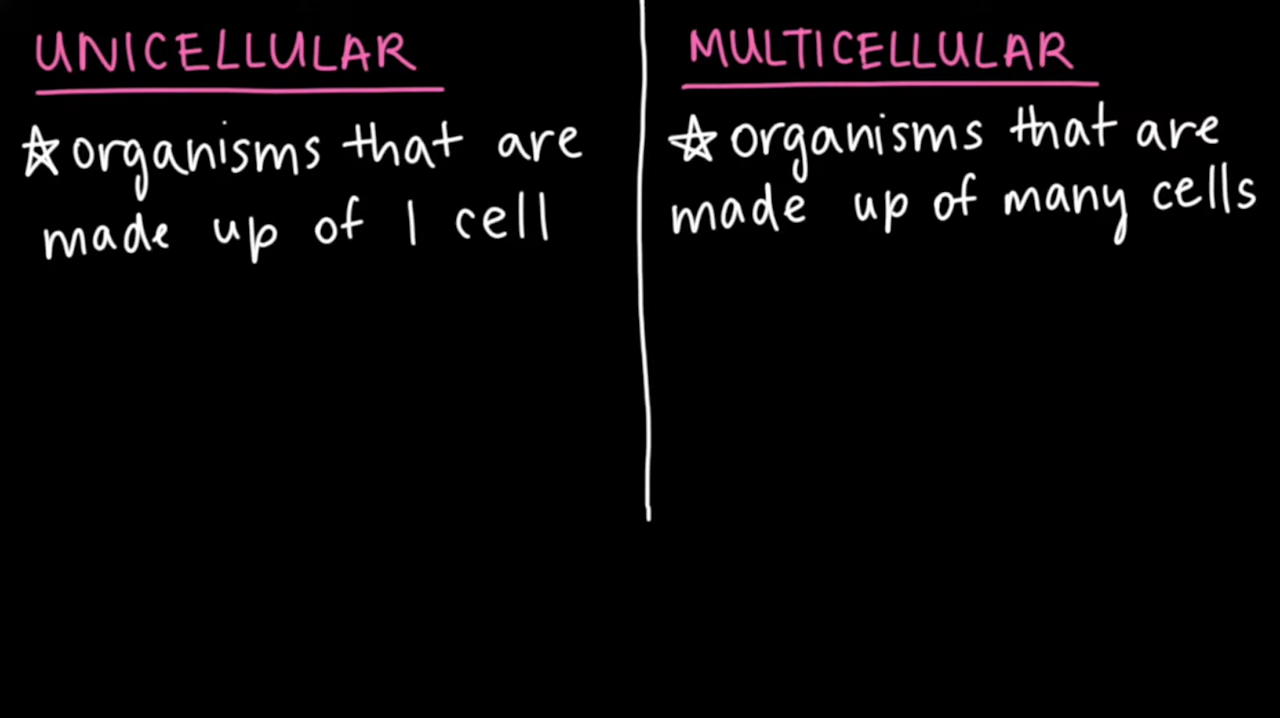 UNICELLULAR
☆organisms that are
made up of 1 cell
MULTICELLULAR
☆organisms that are
made up of many cells